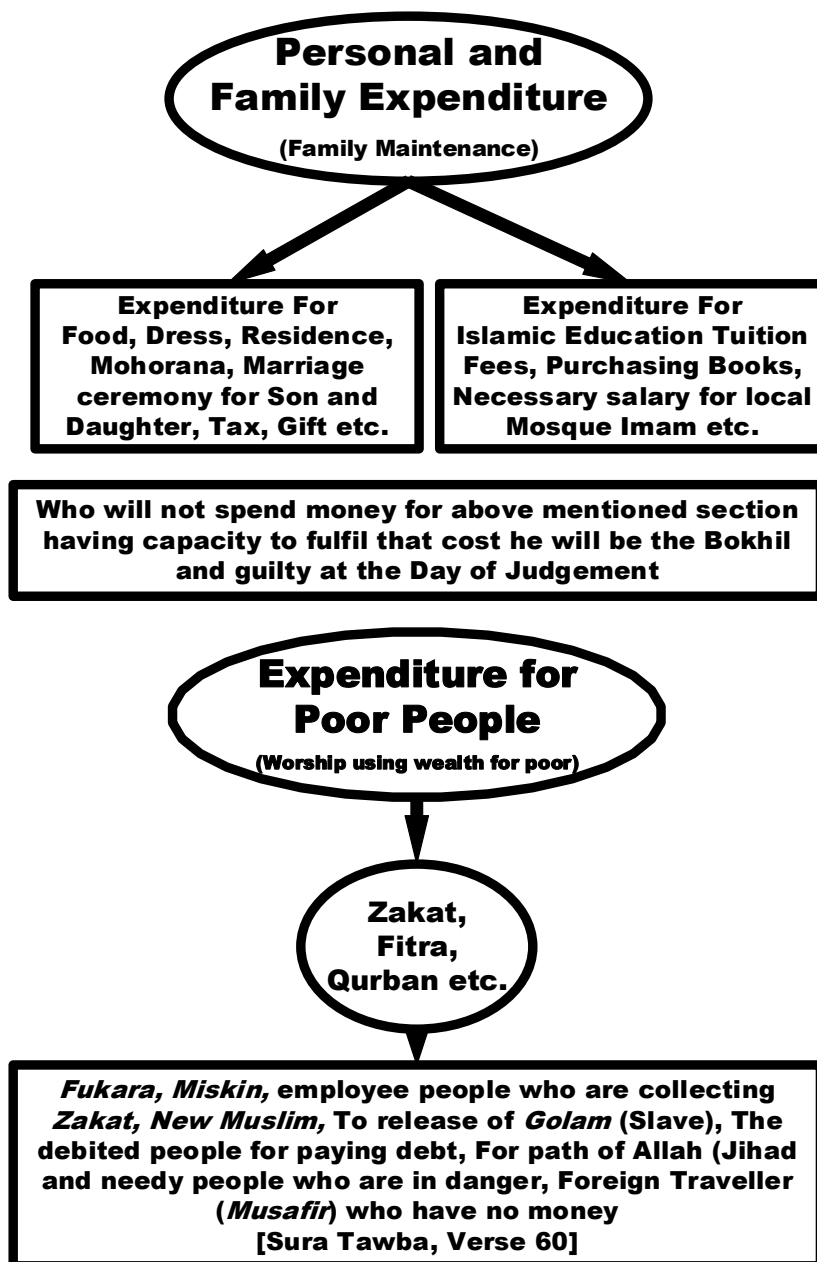 Personal and
Family Expenditure
(Family Maintenance)
Expenditure For
Food, Dress, Residence,
Mohorana, Marriage
ceremony for Son and
Daughter, Tax, Gift etc.
Expenditure For
Islamic Education Tuition
Fees, Purchasing Books,
Necessary salary for local
Mosque Imam etc.
Who will not spend money for above mentioned section
having capacity to fulfil that cost he will be the Bokhil
and guilty at the Day of Judgement
Expenditure for
Poor People
(Worship using wealth for poor)
Zakat,
Fitra,
Qurban etc.
Fukara, Miskin, employee people who are collecting
Zakat, New Muslim, To release of Golam (Slave), The
debited people for paying debt, For path of Allah (Jihad
and needy people who are in danger, Foreign Traveller
(Musafir) who have no money
[Sura Tawba, Verse 60]